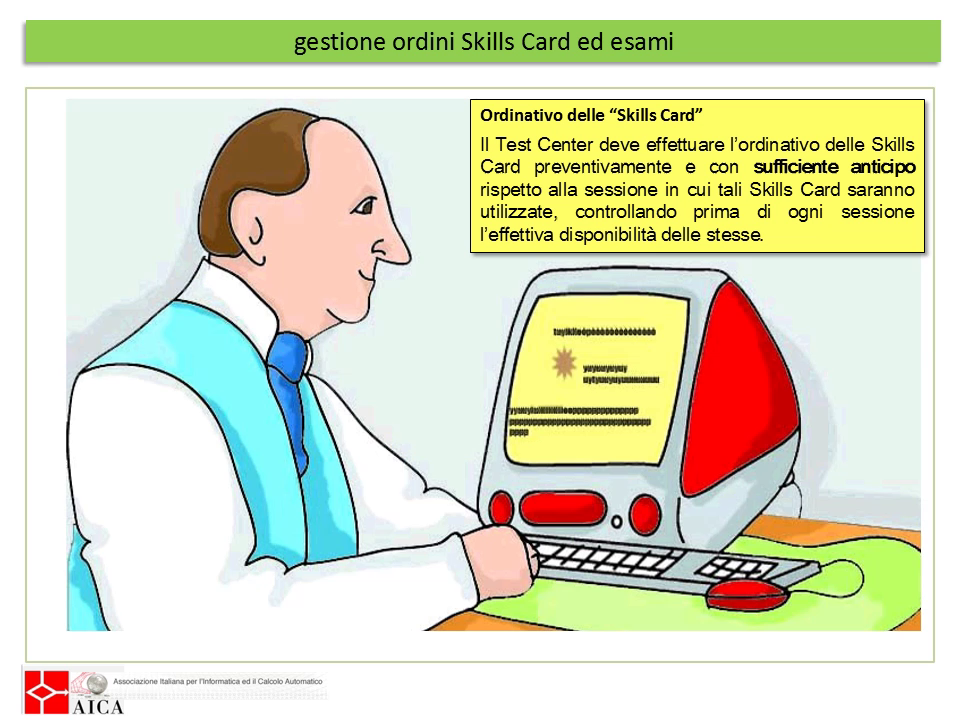 gestione ordini Skills Card ed esami
Ordinativo delle “Skills Card”
Il Test Center deve effettuare l’ordinativo delle Skills
Card preventivamente e con sufficiente anticipo
rispetto alla sessione in cui tali Skills Card saranno
utilizzate, controllando prima di ogni sessione
l’effettiva disponibilità delle stesse.
Associazione Italiana per l'Informatica ed il Calcolo Automatico
AICA